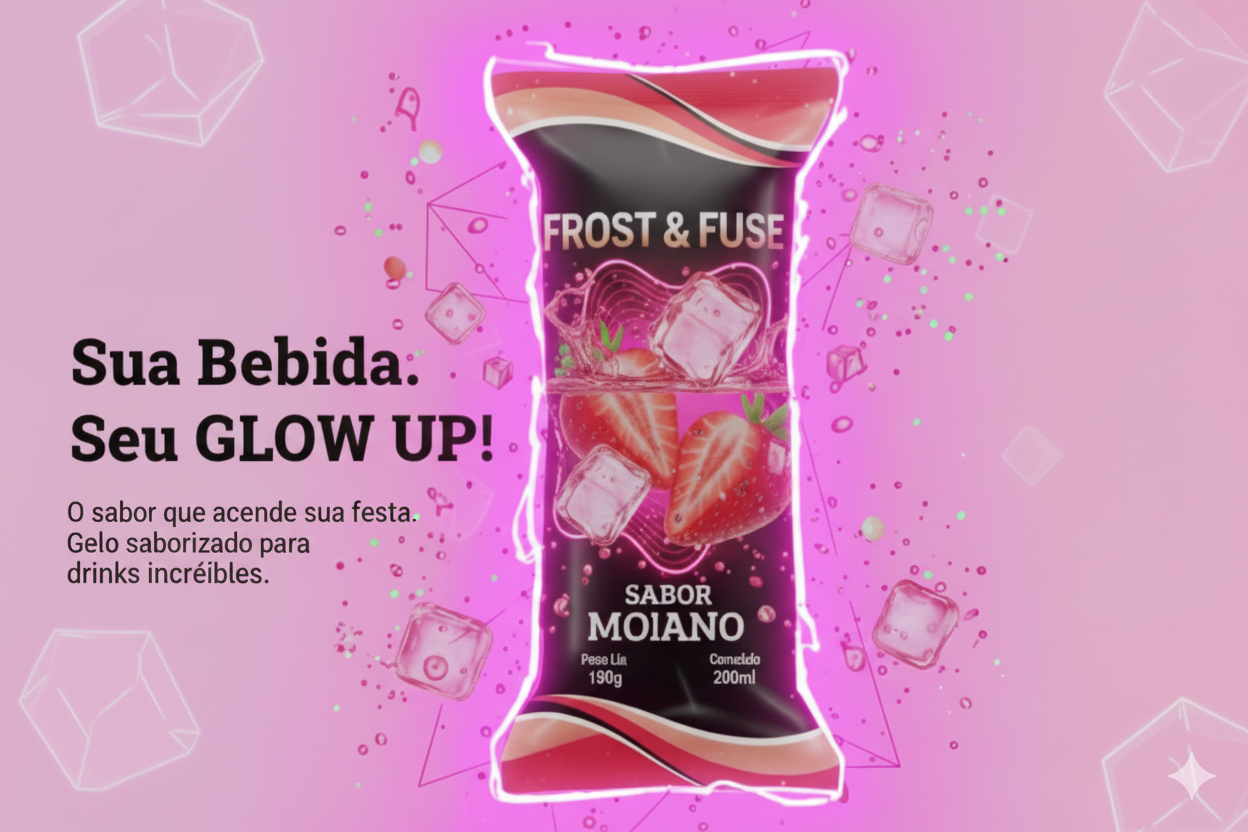 FROST & FUSE
Sua Bebida.
Seu GLOW UP!
O sabor que acende sua festa.
Gelo saborizado para
drinks incréibles.
SABOR
MOIANO
190g
200ml